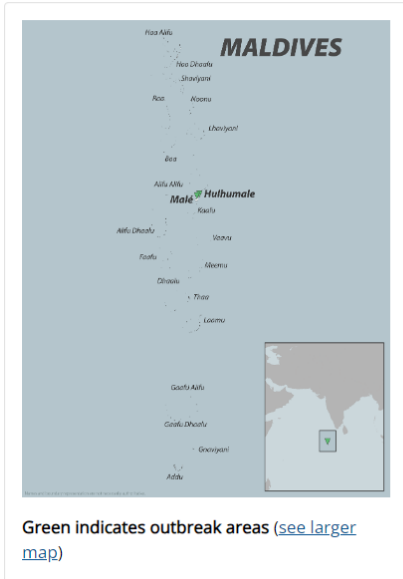 Haa Alifu
MALDIVES
Haa Dhaalu
Shaviyani
Raa
Noonu
Lhaviyani
Baa
Alifu Alifu
Hulhumale
Malé
Kaafu
Alifu Dhaalu
Vaavu
Faafu
Meemu
Dhaalu
Thaa
Laamu
Gaafu Alifu
Gaafu Dhaalu
Gnaviyani
Addu
Green indicates outbreak areas (see larger
map)